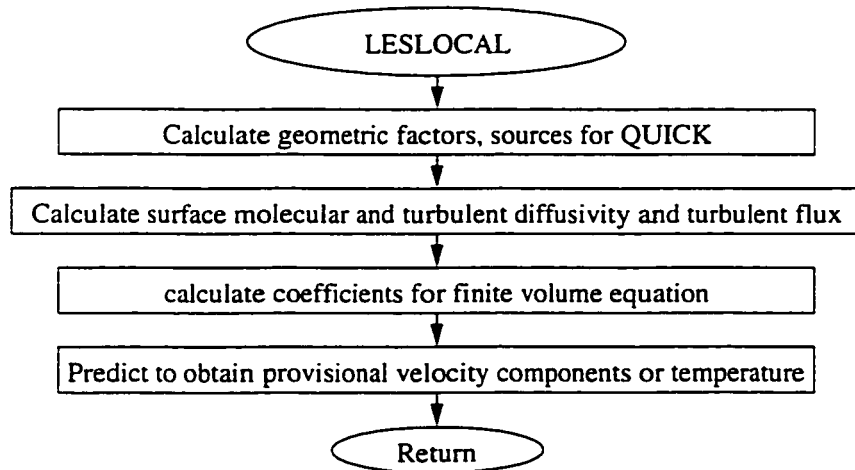 LESLOCAL
Calculate geometric factors, sources for QUICK
Calculate surface molecular and turbulent diffusivity and turbulent flux
calculate coefficients for finite volume equation
Predict to obtain provisional velocity components or temperature
Return